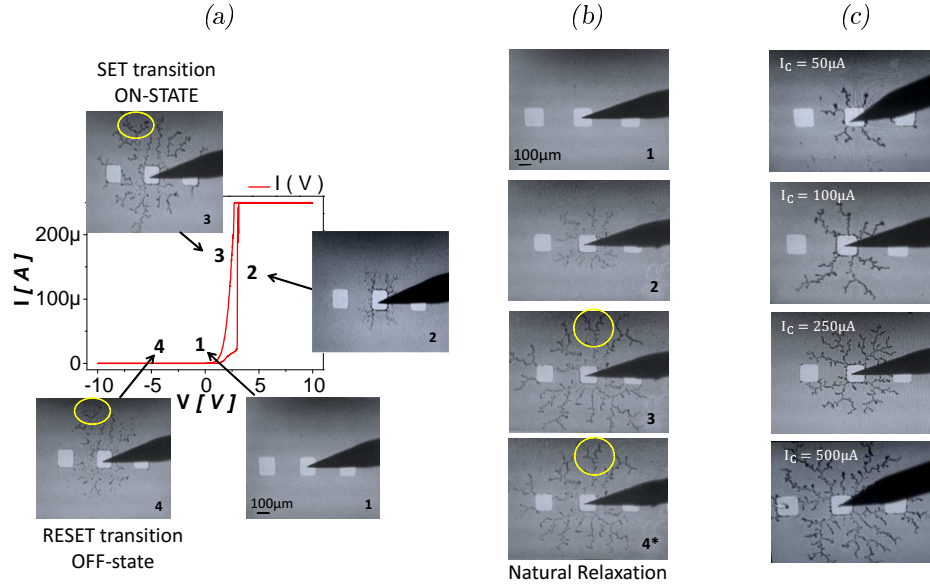 (a)
SET transition
ON-STATE
3
I ( V )
200µ
100µ
0
I [ A ]
3
2
4
1
-10
-5
0
5
10
V [ V ]
2
4
100µm
1
RESET transition
OFF-state
(b)
100µm
1
2
3
4*
Natural Relaxation
(c)
I_C = 50µA
I_C = 100µA
I_C = 250µA
I_C = 500µA